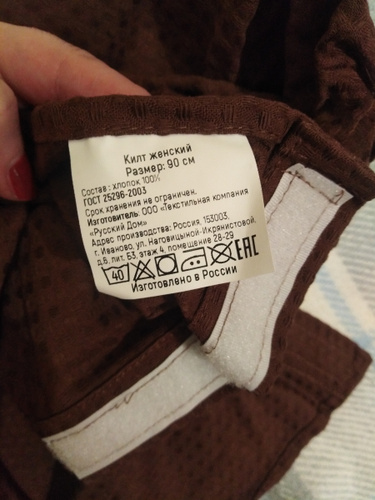 Килт женский
Размер: 90 см
Состав: хлопок 100%
ГОСТ 25296-2003
Срок хранения не ограничен.
Изготовитель: ООО «Текстильная компания
«Русский Дом»
Адрес производства: Россия, 153003,
г. Иваново, ул. Наговицыной-Икрянистовой,
д.6, лит. Б3, этаж 4, помещение 28-29
40 EAC
Изготовлено в России